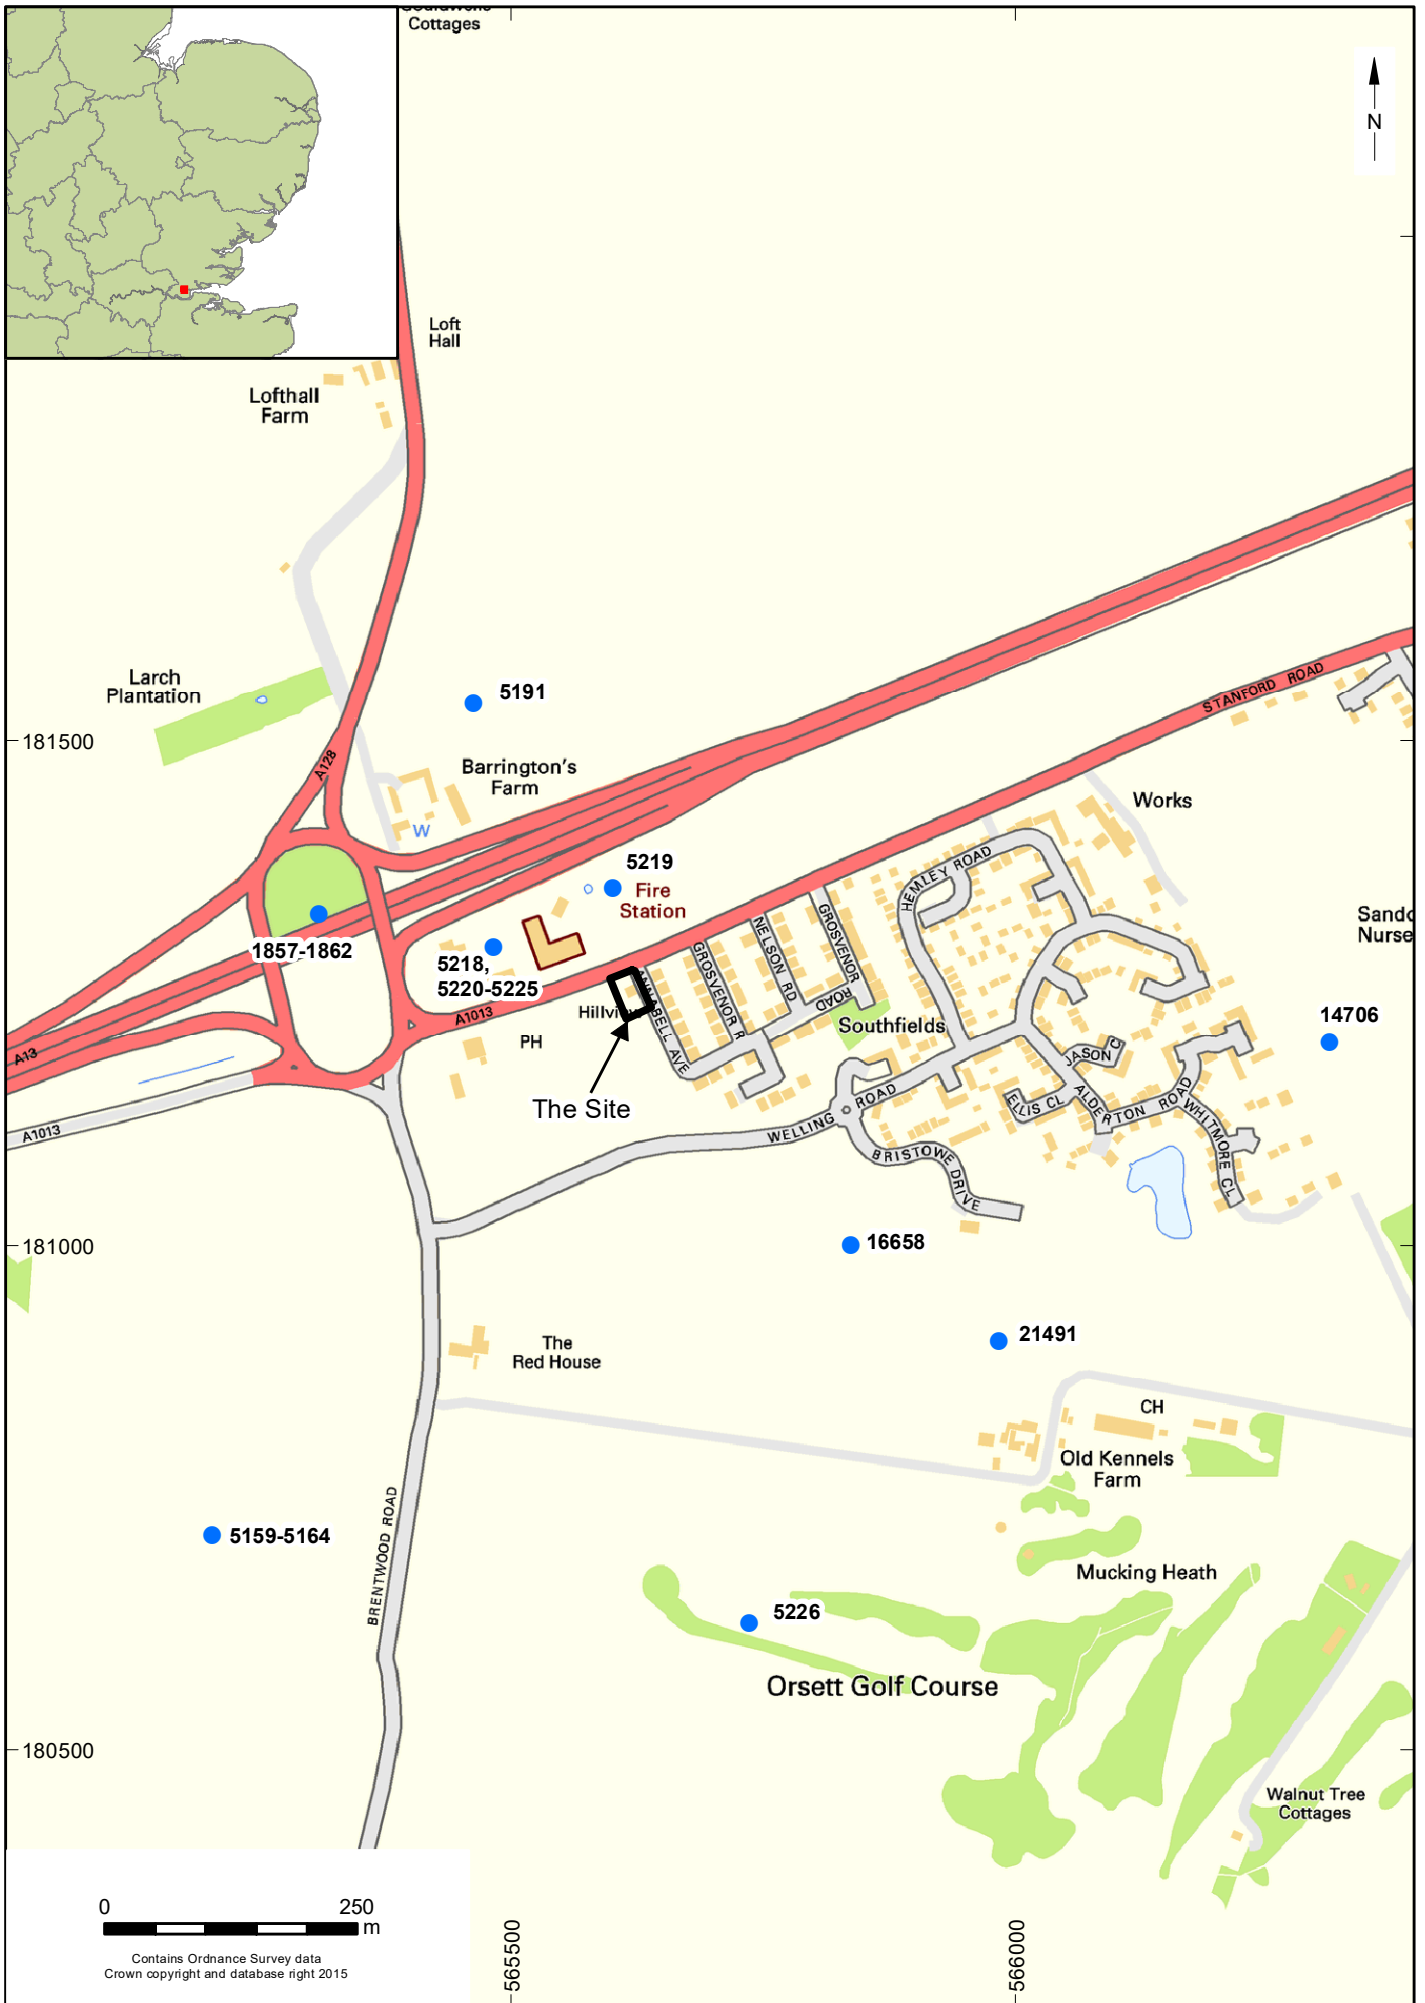 Cottages
N
Loft
Hall
Lofthall
Farm
Larch
Plantation
5191
STANFORD ROAD
181500
A128
Barrington's
Farm
Works
W
5219
Fire
Station
HEMLEY ROAD
1857-1862
5218,
5220-5225
GROSVENOR
NELSON RD
GROSVENOR R
ROAD
ANNABELL AVE
Hillview
A1013
PH
Southfields
Sando
Nurse
14706
A13
The Site
JASON C
ELLIS CL
ALDERTON ROAD
WHITMORE CL
A1013
WELLING ROAD
BRISTOWE DRIVE
181000
16658
21491
The
Red House
CH
Old Kennels
Farm
BRENTWOOD ROAD
5159-5164
Mucking Heath
5226
Orsett Golf Course
180500
Walnut Tree
Cottages
0 250
m
Contains Ordnance Survey data
Crown copyright and database right 2015
565500
566000